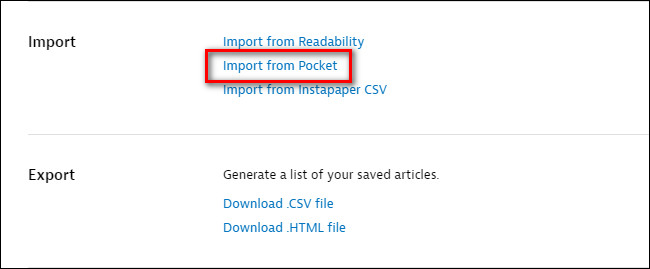 Import
Import from Readability
Import from Pocket
Import from Instapaper CSV
Export
Generate a list of your saved articles.
Download .CSV file
Download .HTML file